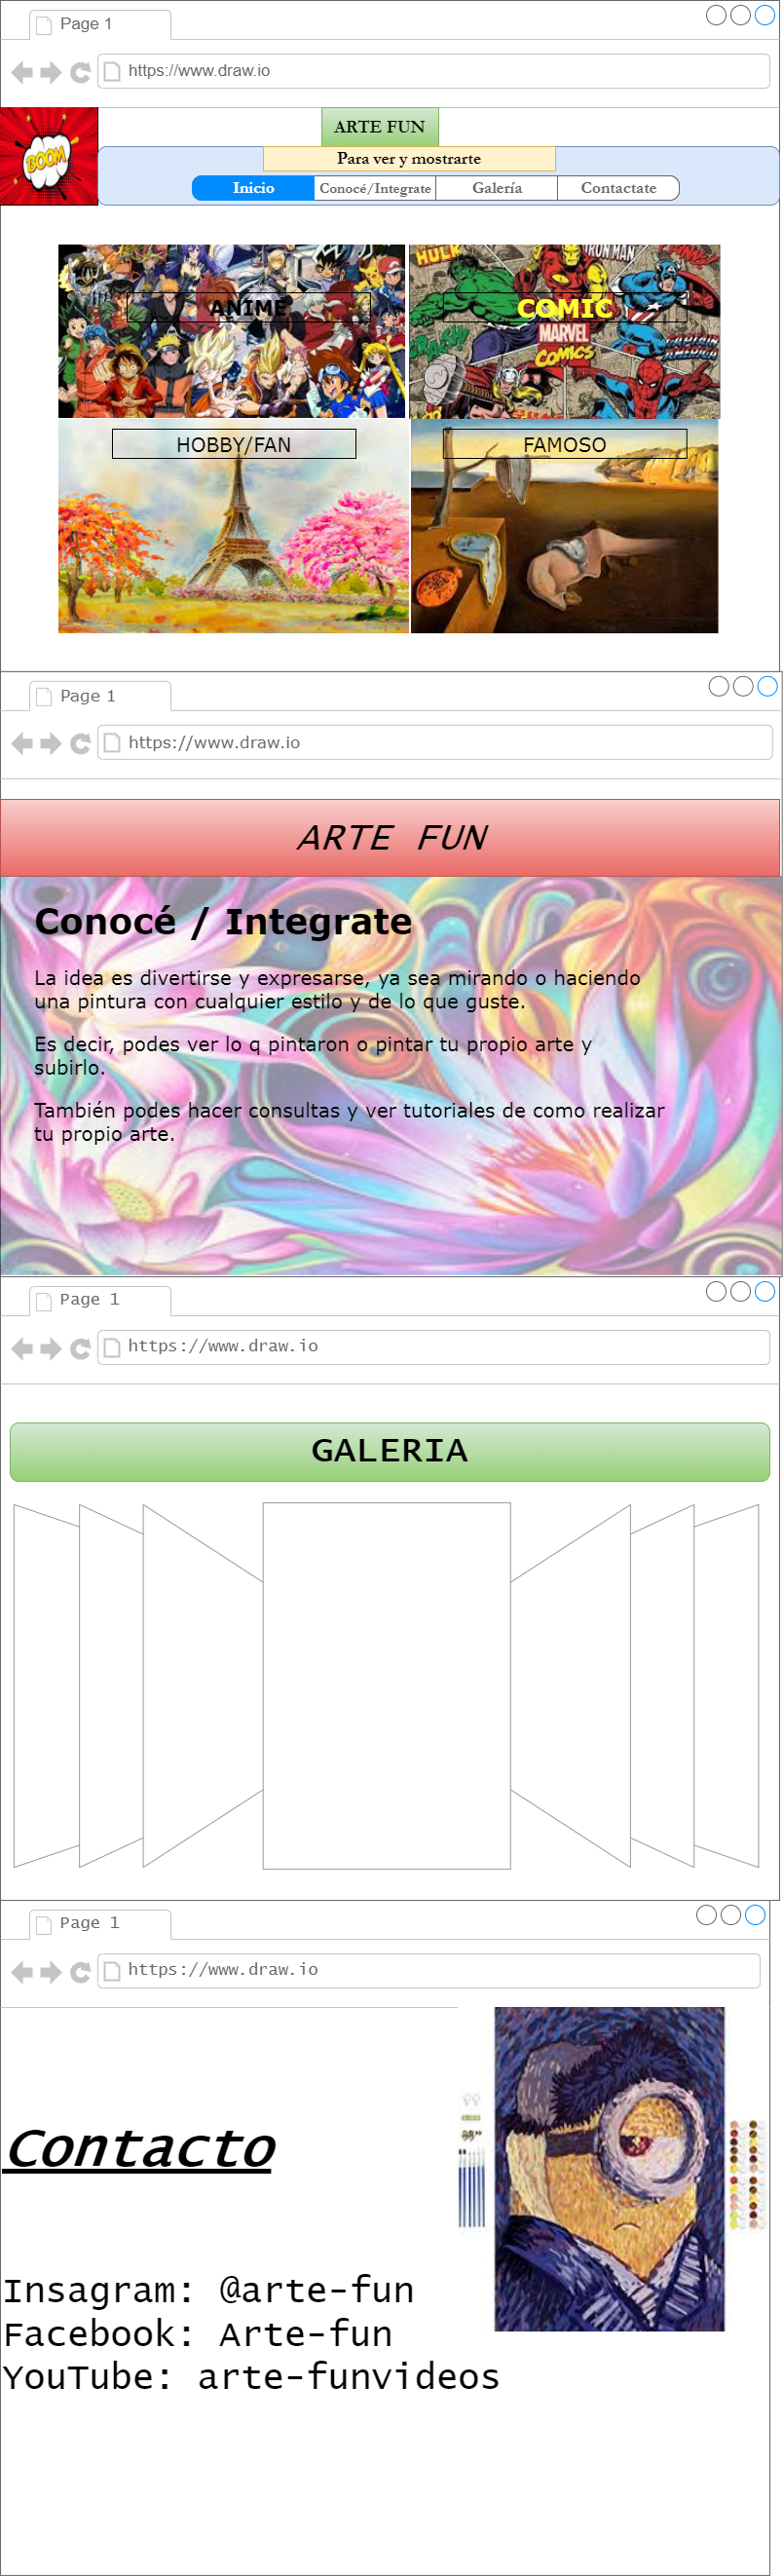 Page 1
https://www.draw.io
BOOM
ARTE FUN
Para ver y mostrarte
Inicio
Conocé/Integrate
Galería
Contactate
ANIME
COMIC
HULK
IRON MAN
CRASH
MARVEL
COMICS
CAPTAIN
AMERICA
HOBBY/FAN
FAMOSO
Page 1
https://www.draw.io
ARTE FUN
Conocé / Integrate
La idea es divertirse y expresarse, ya sea mirando o haciendo
una pintura con cualquier estilo y de lo que guste.
Es decir, podes ver lo q pintaron o pintar tu propio arte y
subirlo.
También podes hacer consultas y ver tutoriales de como realizar
tu propio arte.
Page 1
https://www.draw.io
GALERIA
Page 1
https://www.draw.io
Contacto
Insagram: @arte-fun
Facebook: Arte-fun
YouTube: arte-funvideos